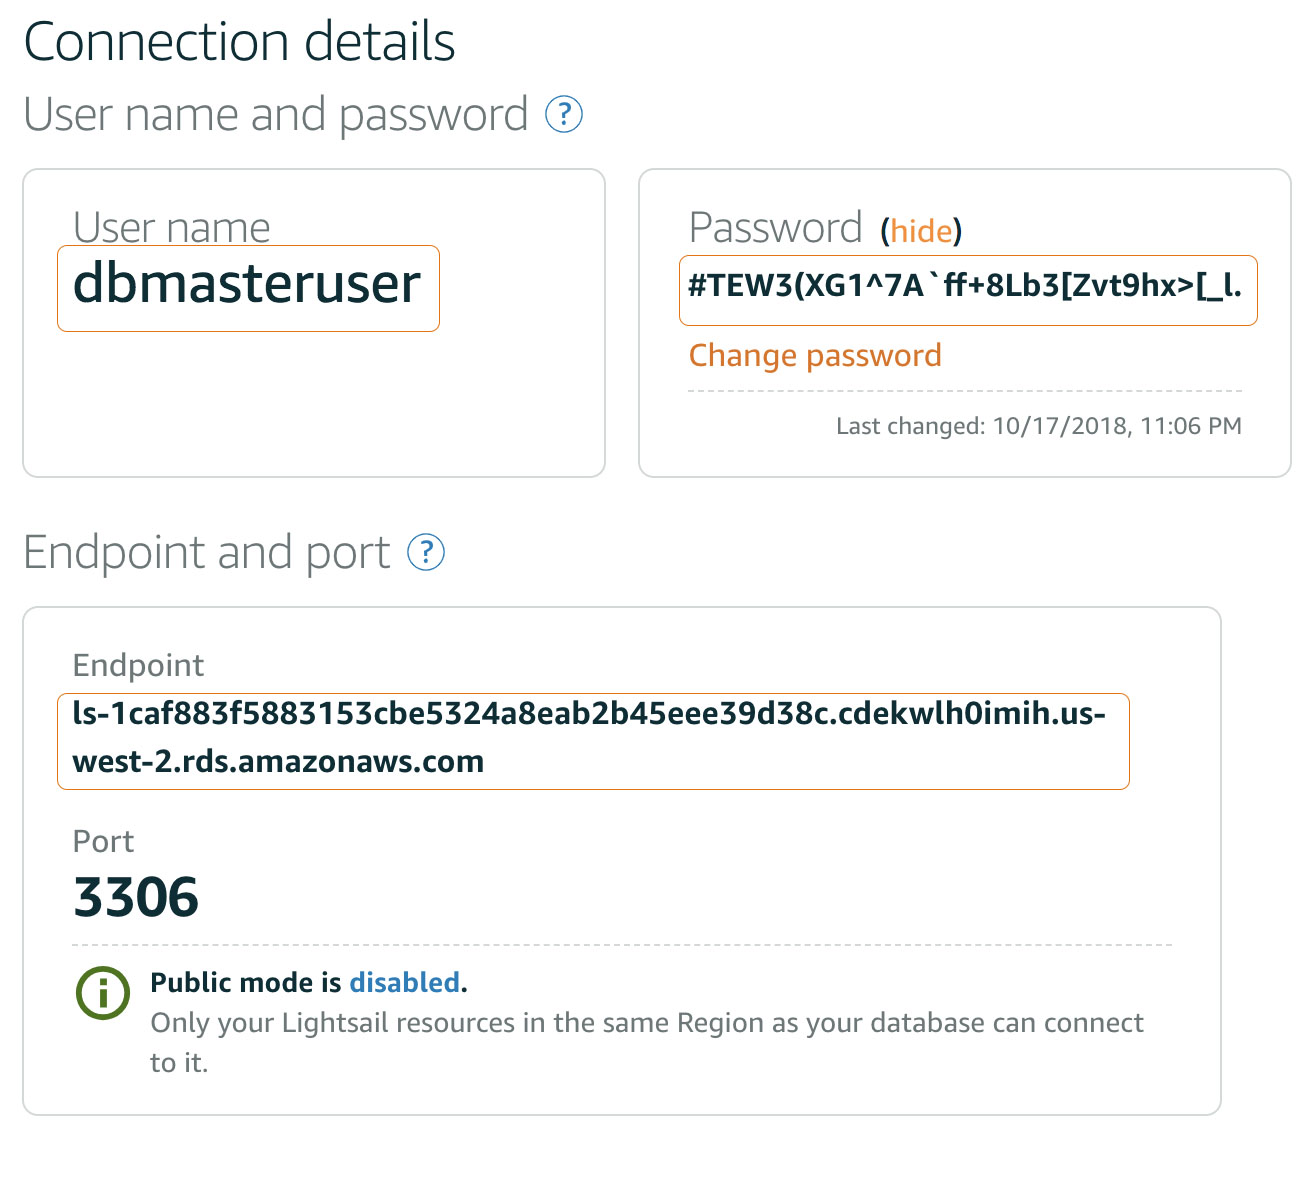 Connection details
User name and password ?
User name
dbmasteruser
Password (hide)
#TEW3(XG1^7A`ff+8Lb3[Zvt9hx>[_l.
Change password
Last changed: 10/17/2018, 11:06 PM
Endpoint and port ?
Endpoint
ls-1caf883f5883153cbe5324a8eab2b45eee39d38c.cdekwlh0imih.us-
west-2.rds.amazonaws.com
Port
3306
i Public mode is disabled.
Only your Lightsail resources in the same Region as your database can connect
to it.